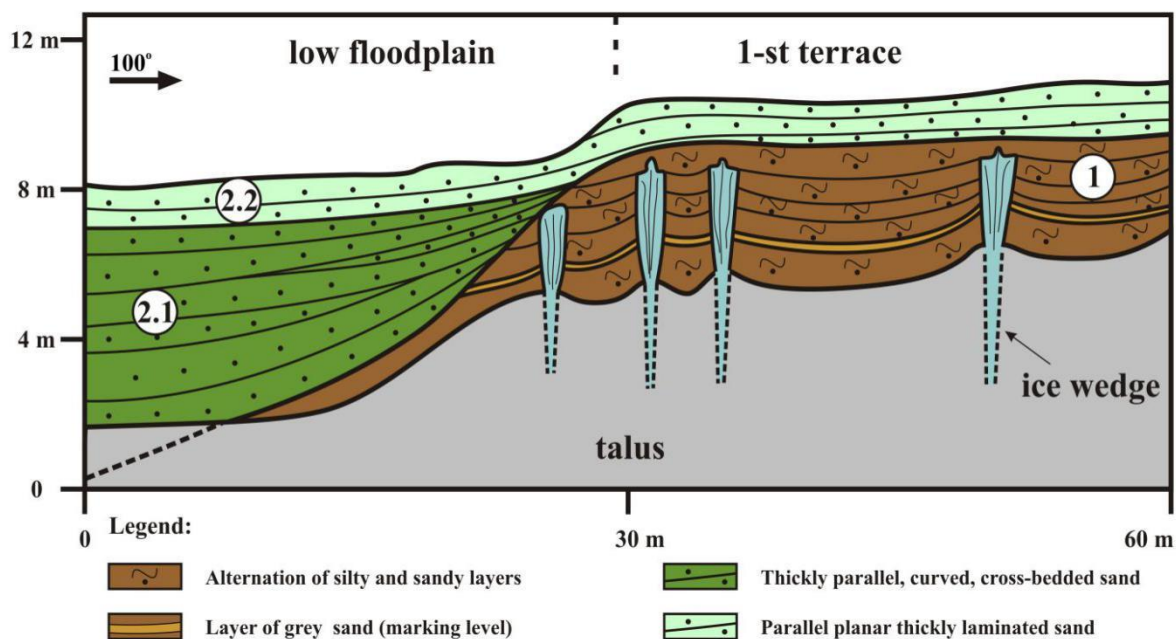 12 m
low floodplain
1-st terrace
100°
8 m
2.2
1
2.1
4 m
ice wedge
talus
0
0
30 m
60 m
Legend:
Alternation of silty and sandy layers
Thickly parallel, curved, cross-bedded sand
Layer of grey sand (marking level)
Parallel planar thickly laminated sand